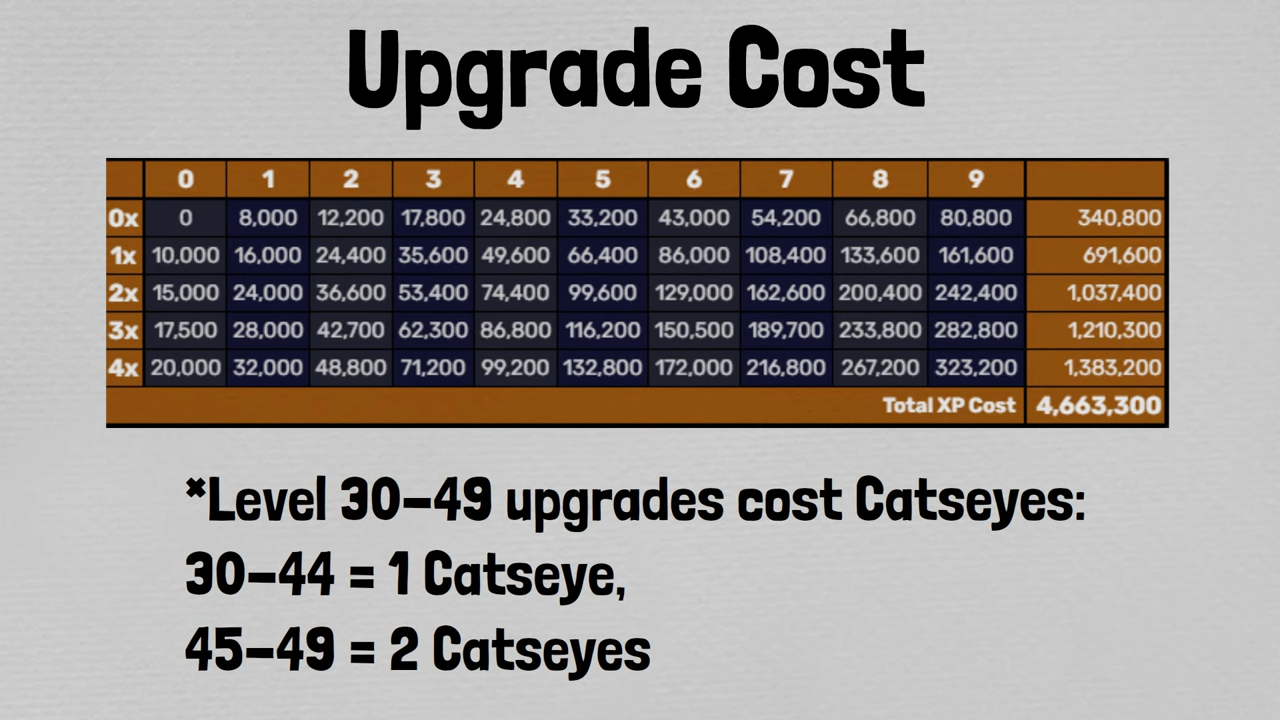 Upgrade Cost
0 1 2 3 4 5 6 7 8 9
0x 0 8,000 12,200 17,800 24,800 33,200 43,000 54,200 66,800 80,800 340,800
1x 10,000 16,000 24,400 35,600 49,600 66,400 86,000 108,400 133,600 161,600 691,600
2x 15,000 24,000 36,600 53,400 74,400 99,600 129,000 162,600 200,400 242,400 1,037,400
3x 17,500 28,000 42,700 62,300 86,800 116,200 150,500 189,700 233,800 282,800 1,210,300
4x 20,000 32,000 48,800 71,200 99,200 132,800 172,000 216,800 267,200 323,200 1,383,200
Total XP Cost 4,663,300
*Level 30–49 upgrades cost Catseyes:
30–44 = 1 Catseye,
45–49 = 2 Catseyes